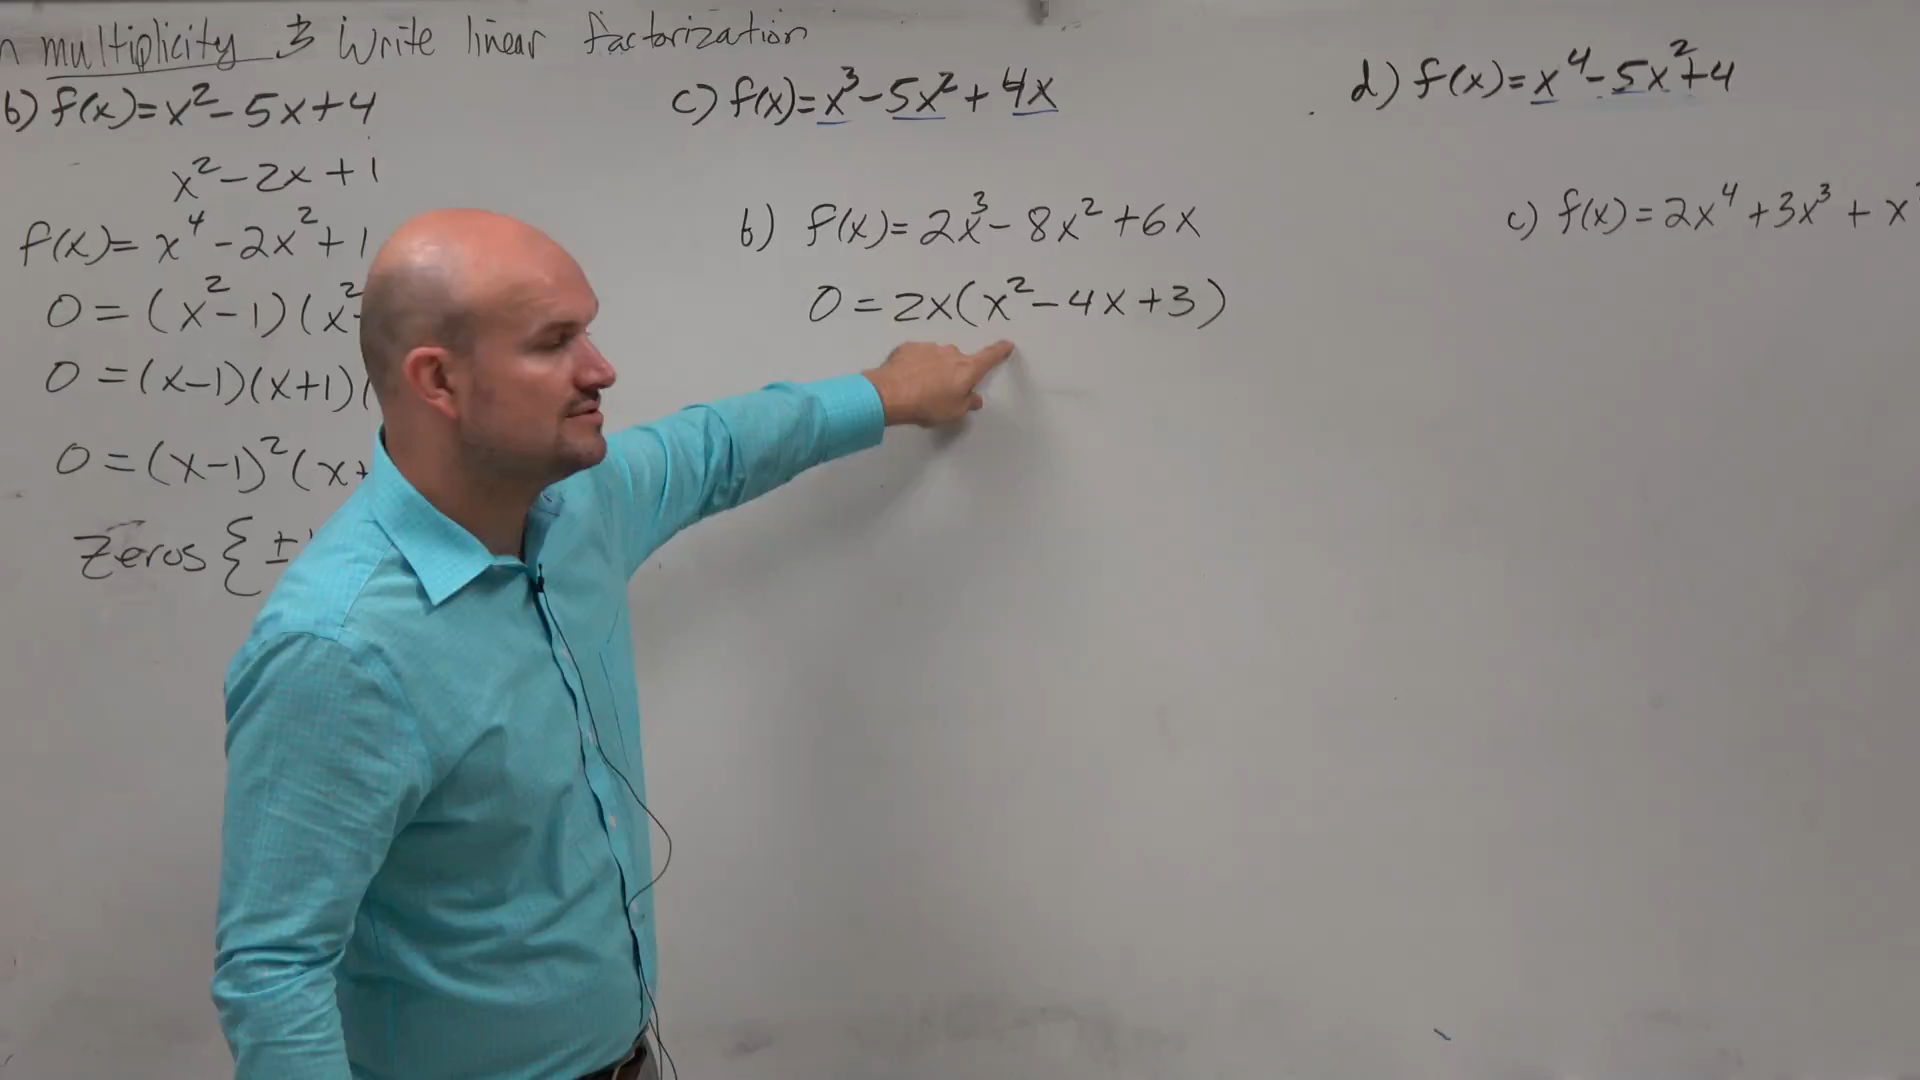 multiplicity & Write linear factorization
b) f(x)=x²-5x+4
x²-2x+1
f(x)=x⁴-2x²+1
0=(x²-1)(x²-
0=(x-1)(x+1)(
0=(x-1)²(x+
Zeros {±1
c) f(x)=x³-5x²+4x
b) f(x)=2x³-8x²+6x
0=2x(x²-4x+3)
d) f(x)=x⁴-5x²+4
c) f(x)=2x⁴+3x³+x